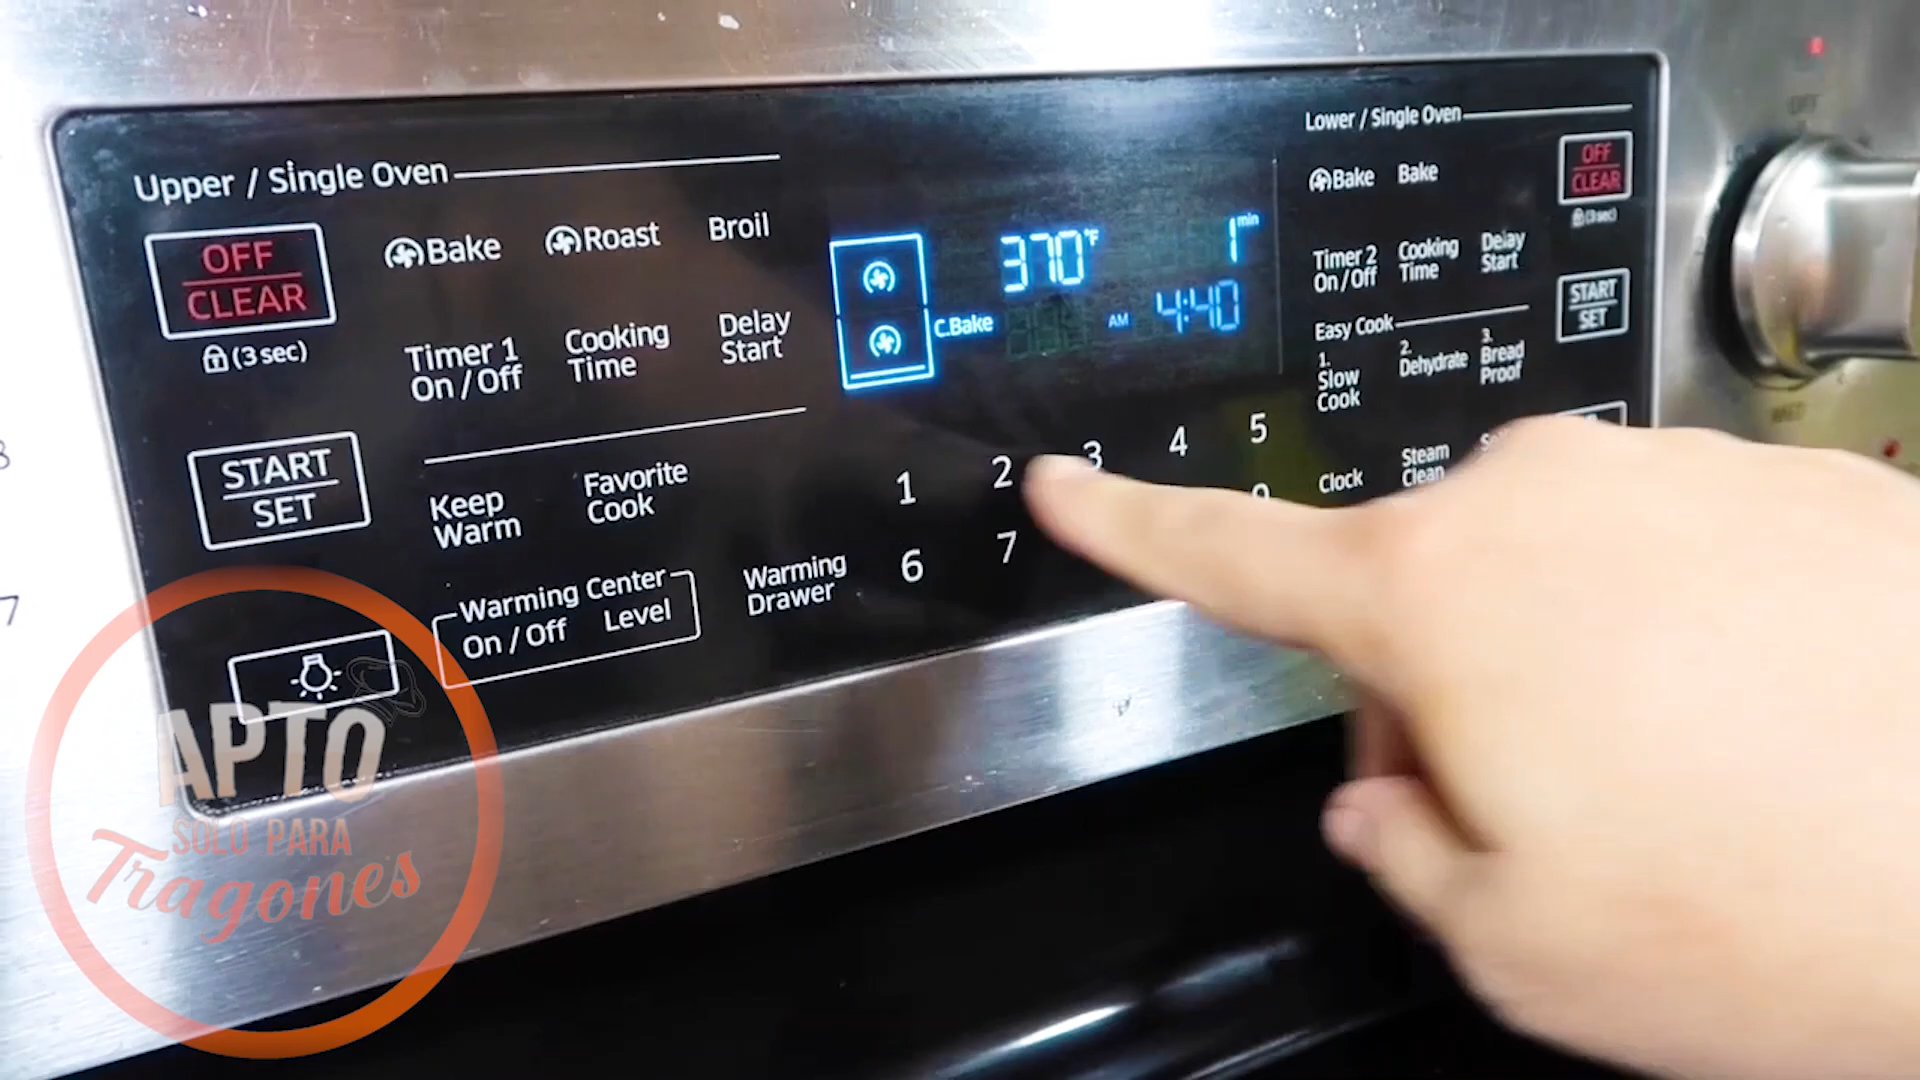 Upper / Single Oven
OFF
CLEAR
(3 sec)
Bake
Roast
Broil
Timer 1
On / Off
Cooking
Time
Delay
Start
START
SET
Keep
Warm
Favorite
Cook
Warming Center
On / Off
Level
Warming
Drawer
370°F
1 min
C.Bake
AM 4:40
1 2 3 4 5
6 7
Lower / Single Oven
Bake
Bake
OFF
CLEAR
(3 sec)
Timer 2
On / Off
Cooking
Time
Delay
Start
START
SET
Easy Cook
1.
Slow
Cook
2.
Dehydrate
3.
Bread
Proof
Clock
Steam
Clean
OFF
APTO
SOLO PARA
Tragones